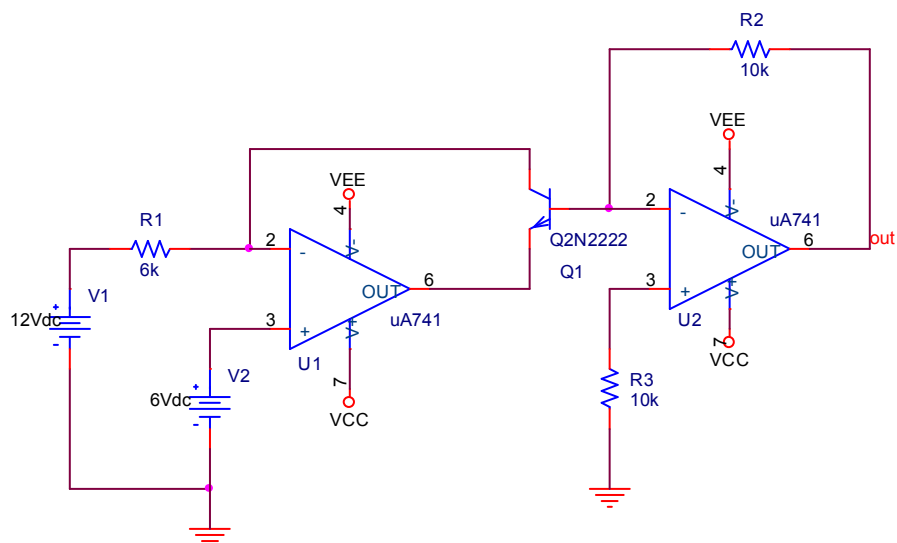 R2
10k
VEE
4
V-
2
-
uA741
OUT
6
out
3
+
V+
U2
7
VCC
Q2N2222
Q1
R3
10k
VEE
4
V-
R1
6k
2
-
OUT
6
uA741
3
+
V+
U1
7
VCC
V1
+
12Vdc
-
V2
+
6Vdc
-